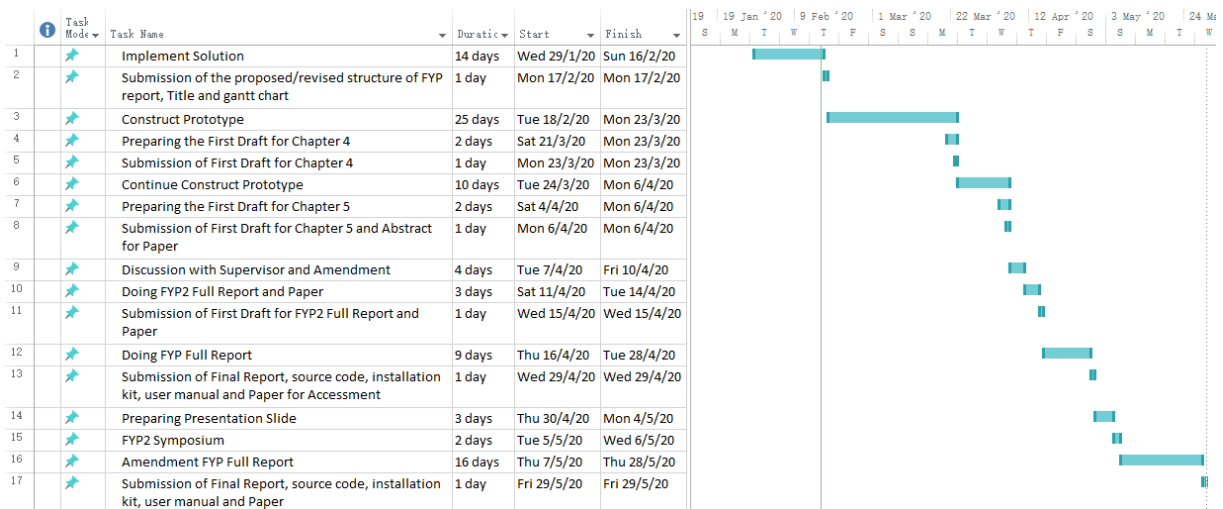 19 19 Jan '20 9 Feb '20 1 Mar '20 22 Mar '20 12 Apr '20 3 May '20 24 Ma
Task
Mode Task Name Duratic Start Finish S M T W T F S S M T W T F S S M T W
1 Implement Solution 14 days Wed 29/1/20 Sun 16/2/20
2 Submission of the proposed/revised structure of FYP 1 day Mon 17/2/20 Mon 17/2/20
report, Title and gantt chart
3 Construct Prototype 25 days Tue 18/2/20 Mon 23/3/20
4 Preparing the First Draft for Chapter 4 2 days Sat 21/3/20 Mon 23/3/20
5 Submission of First Draft for Chapter 4 1 day Mon 23/3/20 Mon 23/3/20
6 Continue Construct Prototype 10 days Tue 24/3/20 Mon 6/4/20
7 Preparing the First Draft for Chapter 5 2 days Sat 4/4/20 Mon 6/4/20
8 Submission of First Draft for Chapter 5 and Abstract 1 day Mon 6/4/20 Mon 6/4/20
for Paper
9 Discussion with Supervisor and Amendment 4 days Tue 7/4/20 Fri 10/4/20
10 Doing FYP2 Full Report and Paper 3 days Sat 11/4/20 Tue 14/4/20
11 Submission of First Draft for FYP2 Full Report and 1 day Wed 15/4/20 Wed 15/4/20
Paper
12 Doing FYP Full Report 9 days Thu 16/4/20 Tue 28/4/20
13 Submission of Final Report, source code, installation 1 day Wed 29/4/20 Wed 29/4/20
kit, user manual and Paper for Accessment
14 Preparing Presentation Slide 3 days Thu 30/4/20 Mon 4/5/20
15 FYP2 Symposium 2 days Tue 5/5/20 Wed 6/5/20
16 Amendment FYP Full Report 16 days Thu 7/5/20 Thu 28/5/20
17 Submission of Final Report, source code, installation 1 day Fri 29/5/20 Fri 29/5/20
kit, user manual and Paper